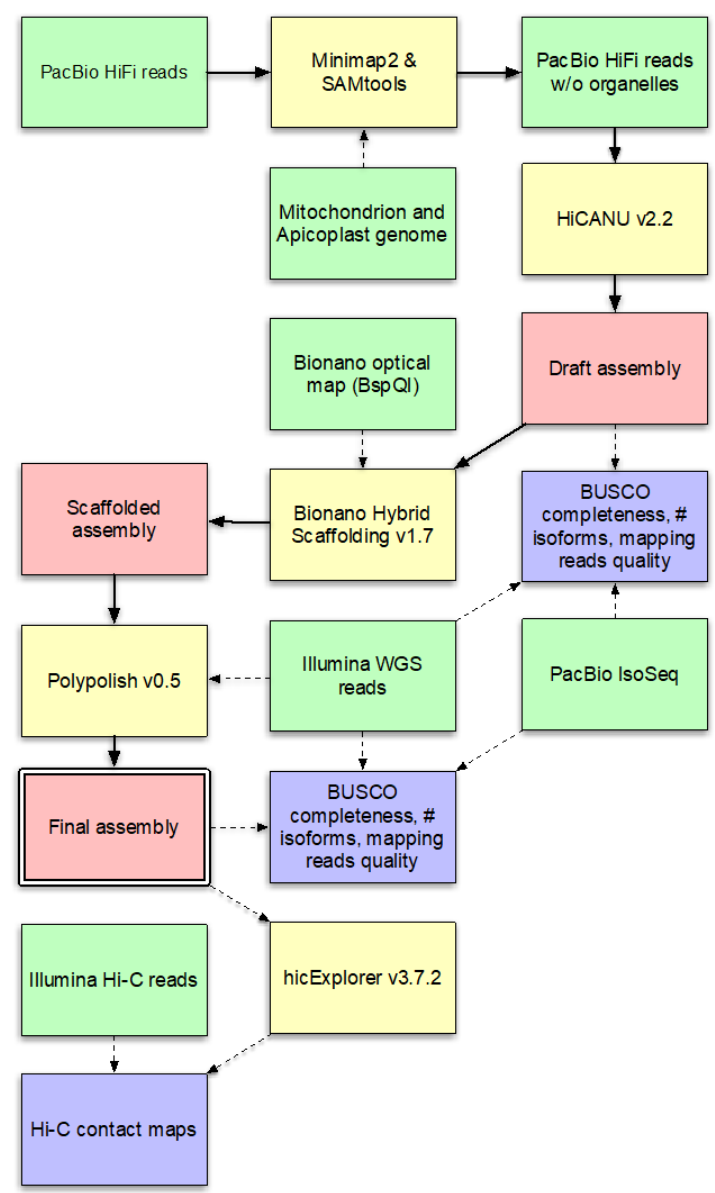 PacBio HiFi reads
Minimap2 &
SAMtools
PacBio HiFi reads
w/o organelles
Mitochondrion and
Apicoplast genome
HiCANU v2.2
Bionano optical
map (BspQI)
Draft assembly
Scaffolded
assembly
Bionano Hybrid
Scaffolding v1.7
BUSCO
completeness, #
isoforms, mapping
reads quality
Polypolish v0.5
Illumina WGS
reads
PacBio IsoSeq
Final assembly
BUSCO
completeness, #
isoforms, mapping
reads quality
Illumina Hi-C reads
hicExplorer v3.7.2
Hi-C contact maps